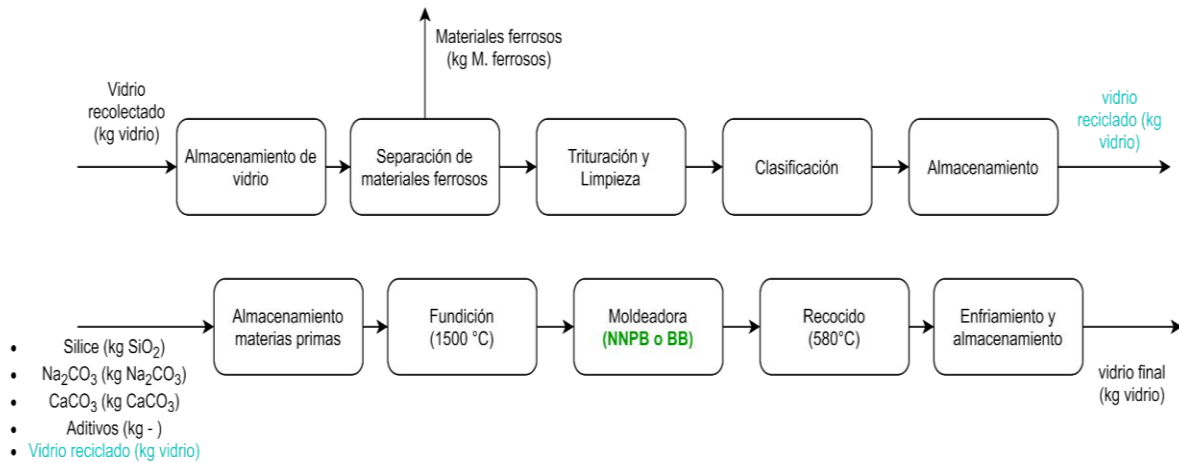 Materiales ferrosos
(kg M. ferrosos)
Vidrio
recolectado
(kg vidrio)
vidrio
reciclado (kg
vidrio)
Almacenamiento de
vidrio
Separación de
materiales ferrosos
Trituración y
Limpieza
Clasificación
Almacenamiento
Almacenamiento
materias primas
Fundición
(1500 °C)
Moldeadora
(NNPB o BB)
Recocido
(580°C)
Enfriamiento y
almacenamiento
• Silice (kg SiO₂)
• Na₂CO₃ (kg Na₂CO₃)
• CaCO₃ (kg CaCO₃)
• Aditivos (kg - )
• Vidrio reciclado (kg vidrio)
vidrio final
(kg vidrio)